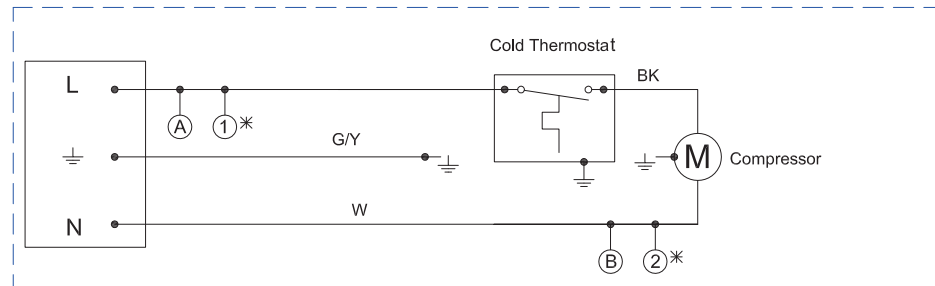 Cold Thermostat
BK
L
A
1*
G/Y
M
Compressor
W
N
B
2*